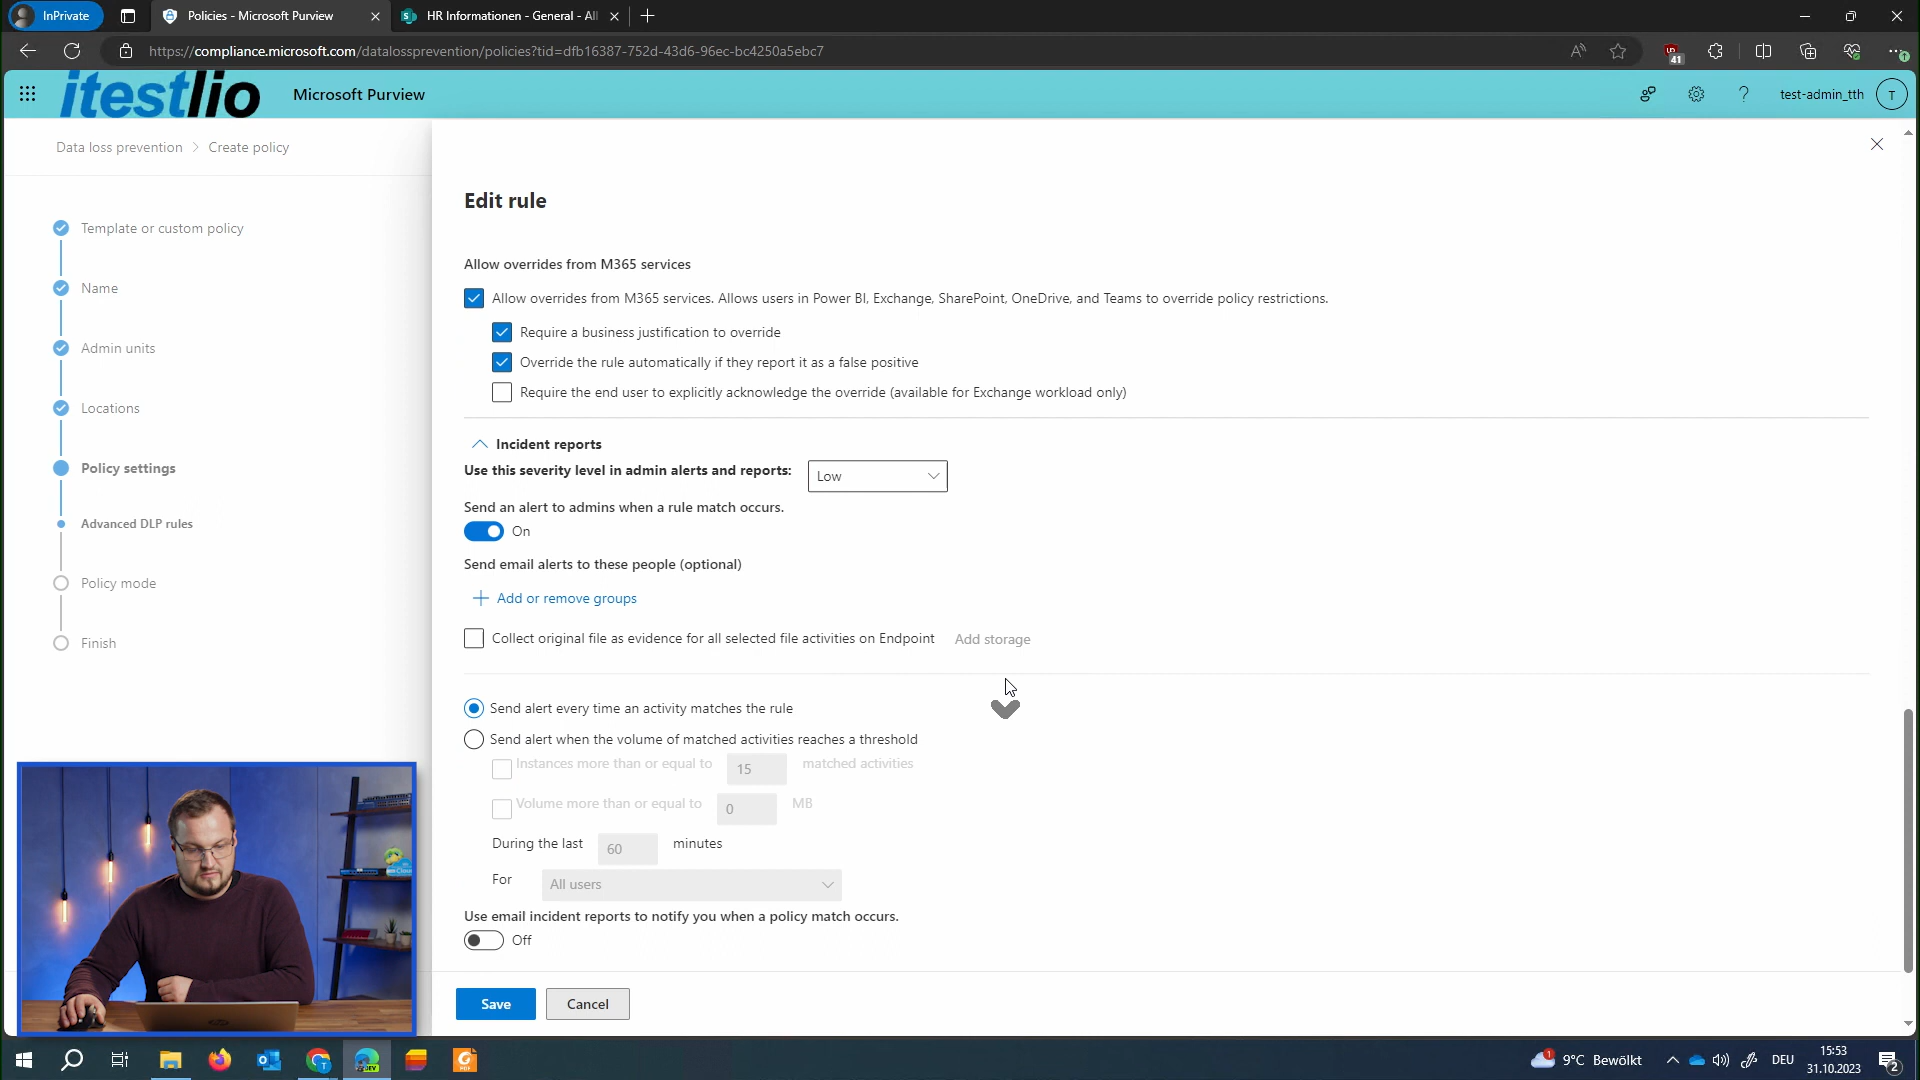 InPrivate
Policies - Microsoft Purview
HR Informationen - General - All
https://compliance.microsoft.com/datalossprevention/policies?tid=dfb16387-752d-43d6-96ec-bc4250a5ebc7
41
itestlio
Microsoft Purview
test-admin_tth
T
Data loss prevention > Create policy
Template or custom policy
Name
Admin units
Locations
Policy settings
Advanced DLP rules
Policy mode
Finish
Edit rule
Allow overrides from M365 services
Allow overrides from M365 services. Allows users in Power BI, Exchange, SharePoint, OneDrive, and Teams to override policy restrictions.
Require a business justification to override
Override the rule automatically if they report it as a false positive
Require the end user to explicitly acknowledge the override (available for Exchange workload only)
Incident reports
Use this severity level in admin alerts and reports:
Low
Send an alert to admins when a rule match occurs.
On
Send email alerts to these people (optional)
Add or remove groups
Collect original file as evidence for all selected file activities on Endpoint Add storage
Send alert every time an activity matches the rule
Send alert when the volume of matched activities reaches a threshold
Instances more than or equal to 15 matched activities
Volume more than or equal to 0 MB
During the last 60 minutes
For All users
Use email incident reports to notify you when a policy match occurs.
Off
Save
Cancel
1
9°C Bewölkt
DEU
15:53
31.10.2023
2